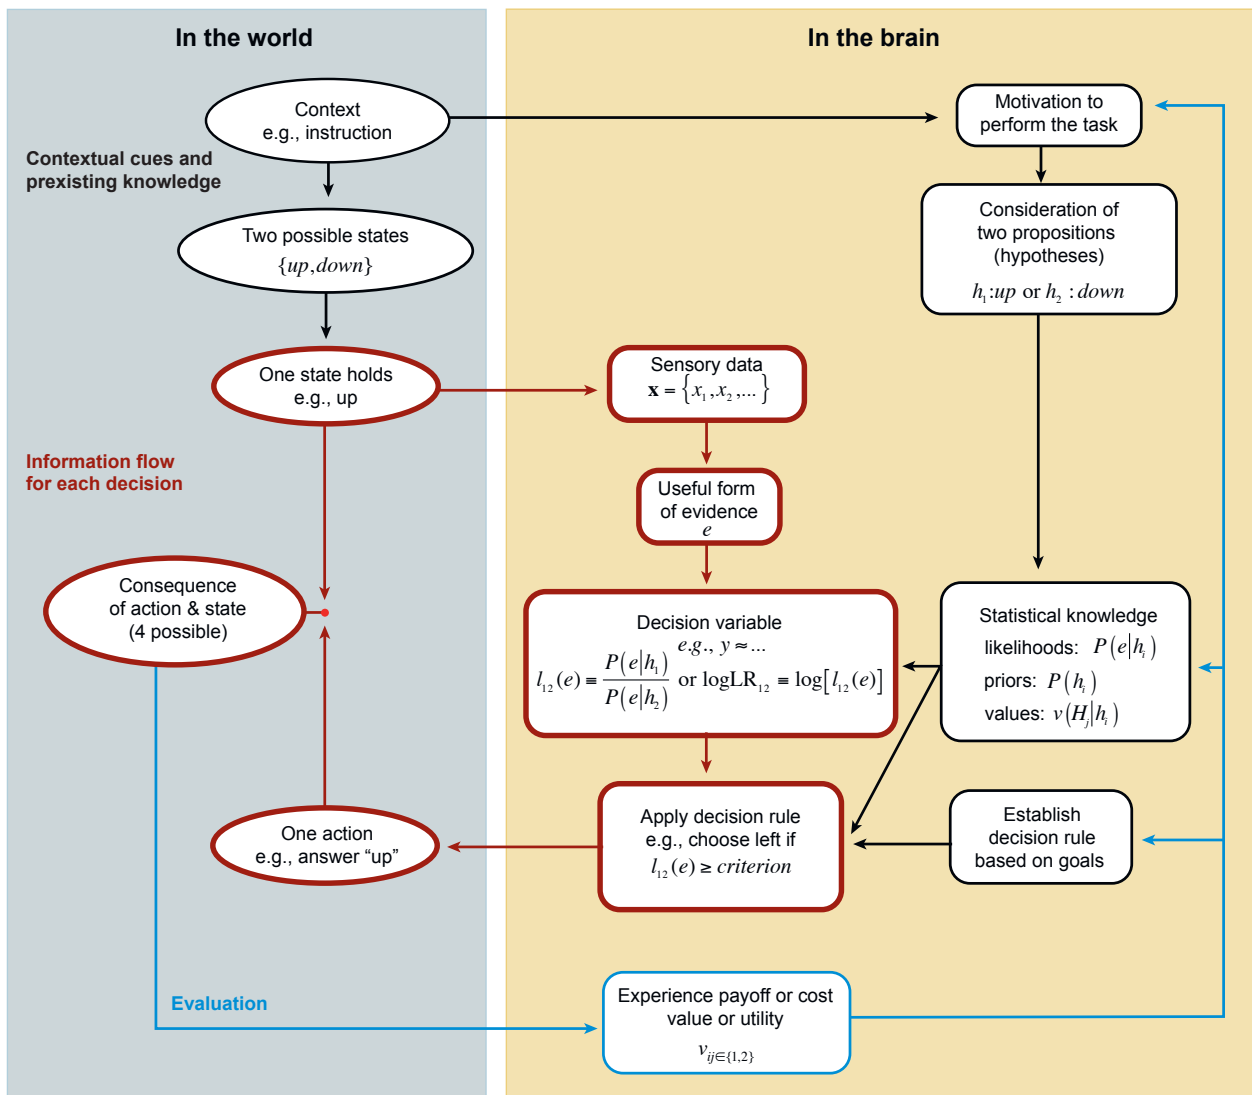 In the world
In the brain
Context
e.g., instruction
Motivation to
perform the task
Contextual cues and
prexisting knowledge
Two possible states
{up,down}
Consideration of
two propositions
(hypotheses)
h₁:up or h₂ :down
One state holds
e.g., up
Sensory data
x = {x₁,x₂,...}
Information flow
for each decision
Useful form
of evidence
e
Consequence
of action & state
(4 possible)
Decision variable
e.g., y ≈ ...
l₁₂(e) ≡ P(e|h₁)/P(e|h₂) or logLR₁₂ ≡ log[l₁₂(e)]
Statistical knowledge
likelihoods: P(e|hᵢ)
priors: P(hᵢ)
values: v(Hⱼ|hᵢ)
One action
e.g., answer “up”
Apply decision rule
e.g., choose left if
l₁₂(e) ≥ criterion
Establish
decision rule
based on goals
Evaluation
Experience payoff or cost
value or utility
v_{ij∈{1,2}}